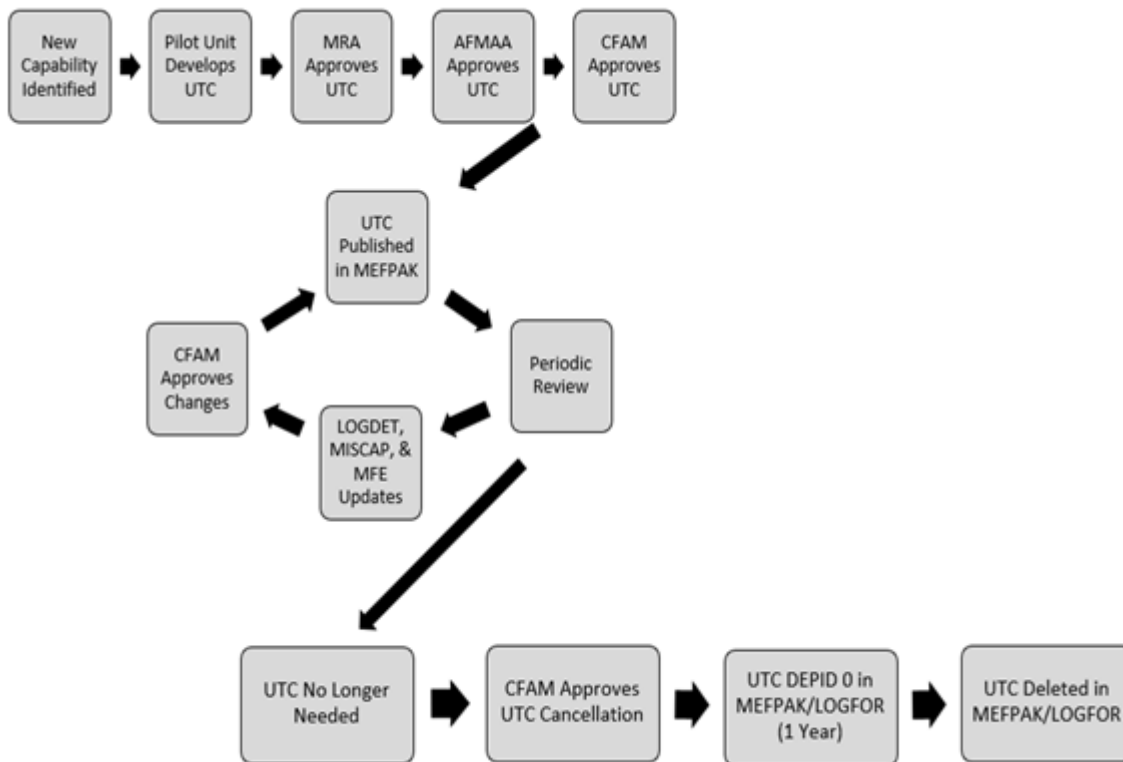 New
Capability
Identified
Pilot Unit
Develops
UTC
MRA
Approves
UTC
AFMAA
Approves
UTC
CFAM
Approves
UTC
UTC
Published
in MEFPAK
CFAM
Approves
Changes
Periodic
Review
LOGDET,
MISCAP, &
MFE
Updates
UTC No Longer
Needed
CFAM Approves
UTC Cancellation
UTC DEPID 0 in
MEFPAK/LOGFOR
(1 Year)
UTC Deleted in
MEFPAK/LOGFOR